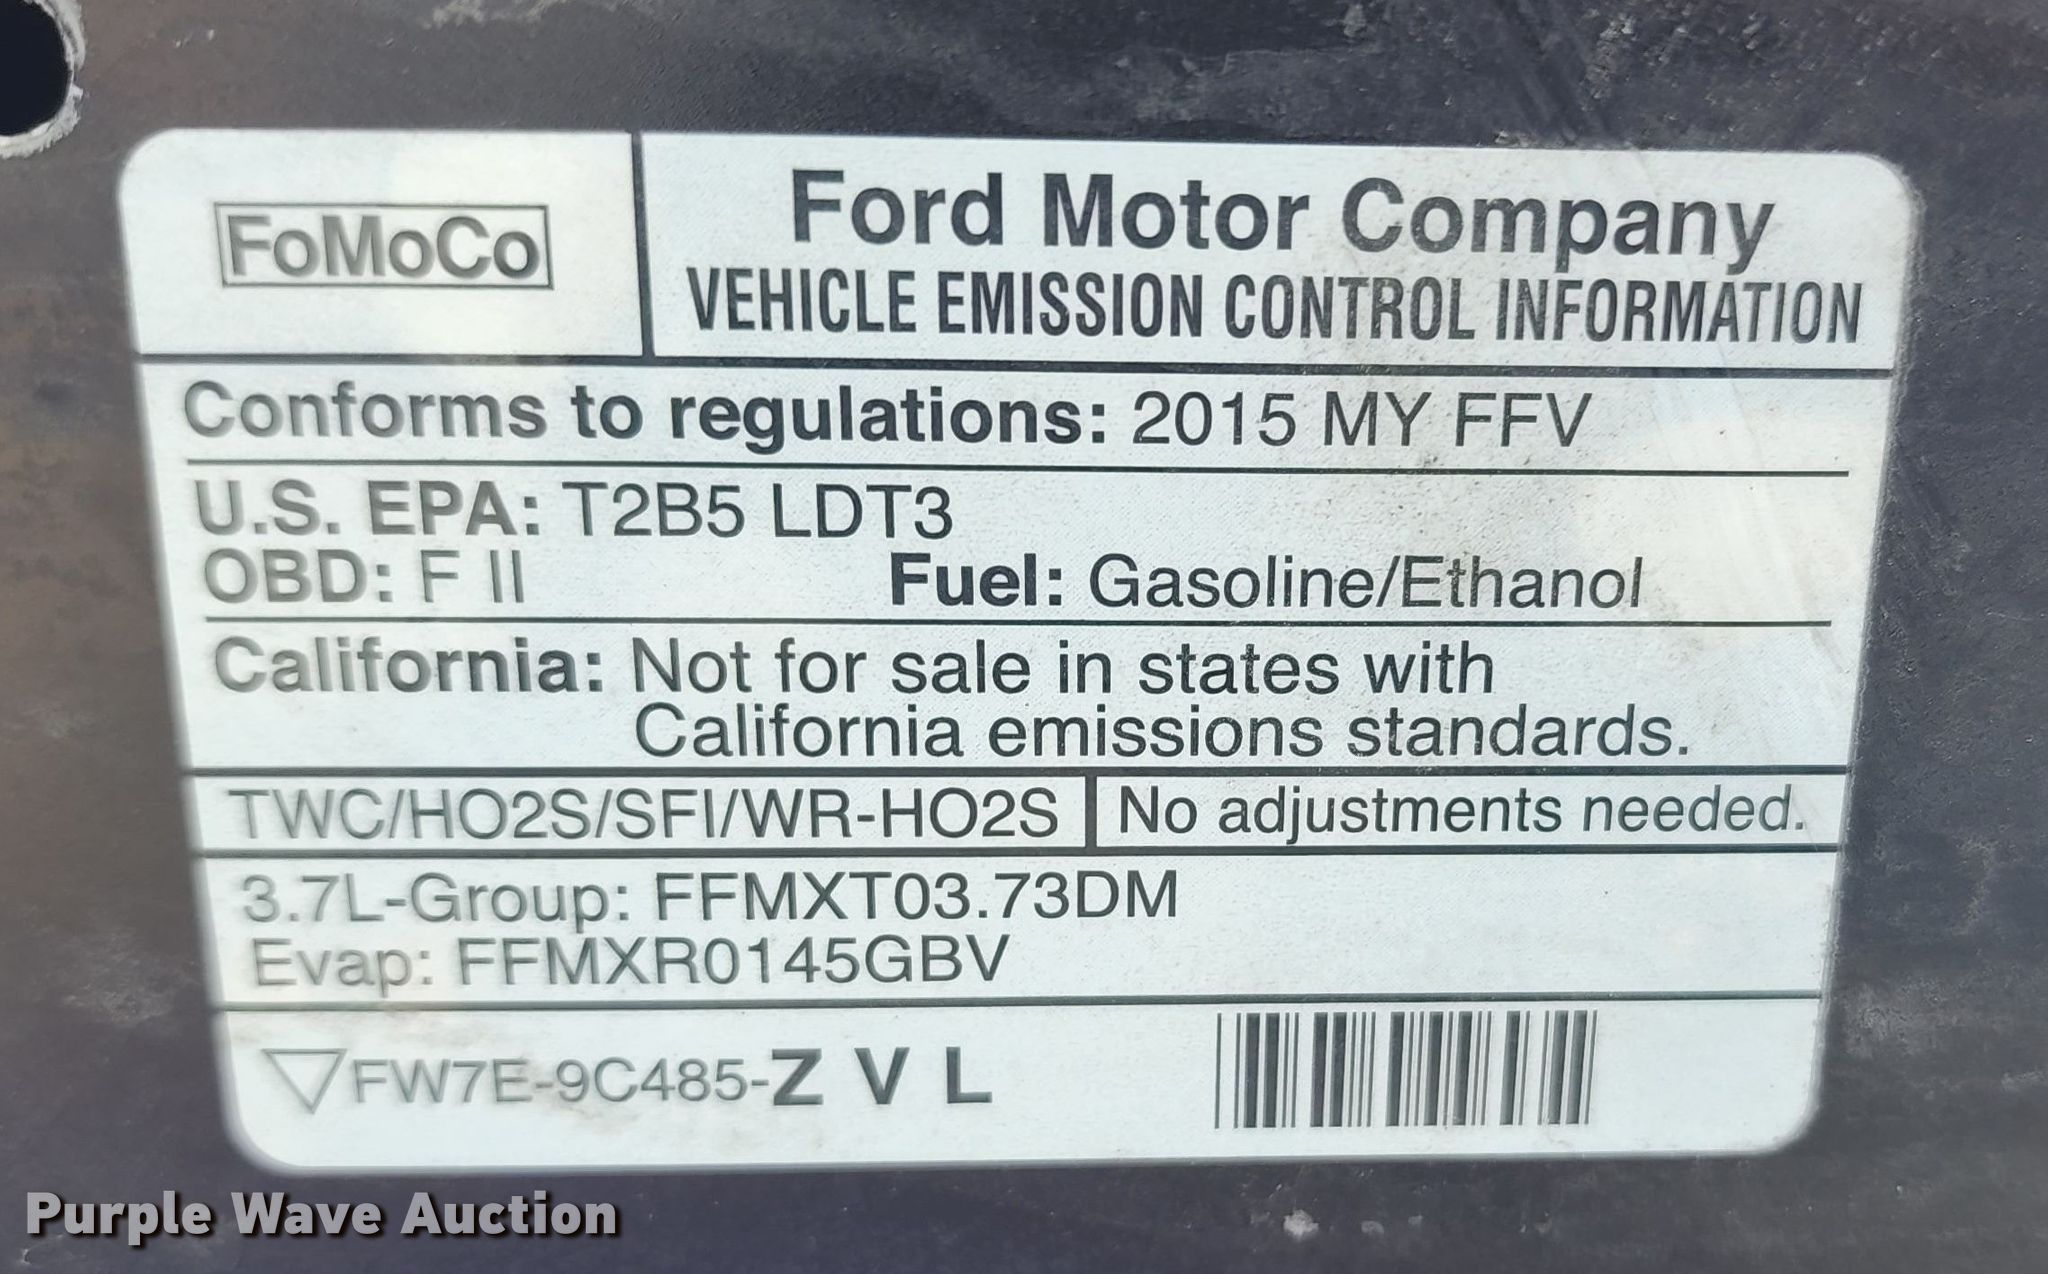 FoMoCo
Ford Motor Company
VEHICLE EMISSION CONTROL INFORMATION
Conforms to regulations: 2015 MY FFV
U.S. EPA: T2B5 LDT3
OBD: F II Fuel: Gasoline/Ethanol
California: Not for sale in states with
California emissions standards.
TWC/HO2S/SFI/WR-HO2S No adjustments needed.
3.7L-Group: FFMXT03.73DM
Evap: FFMXR0145GBV
FW7E-9C485-Z V L
Purple Wave Auction